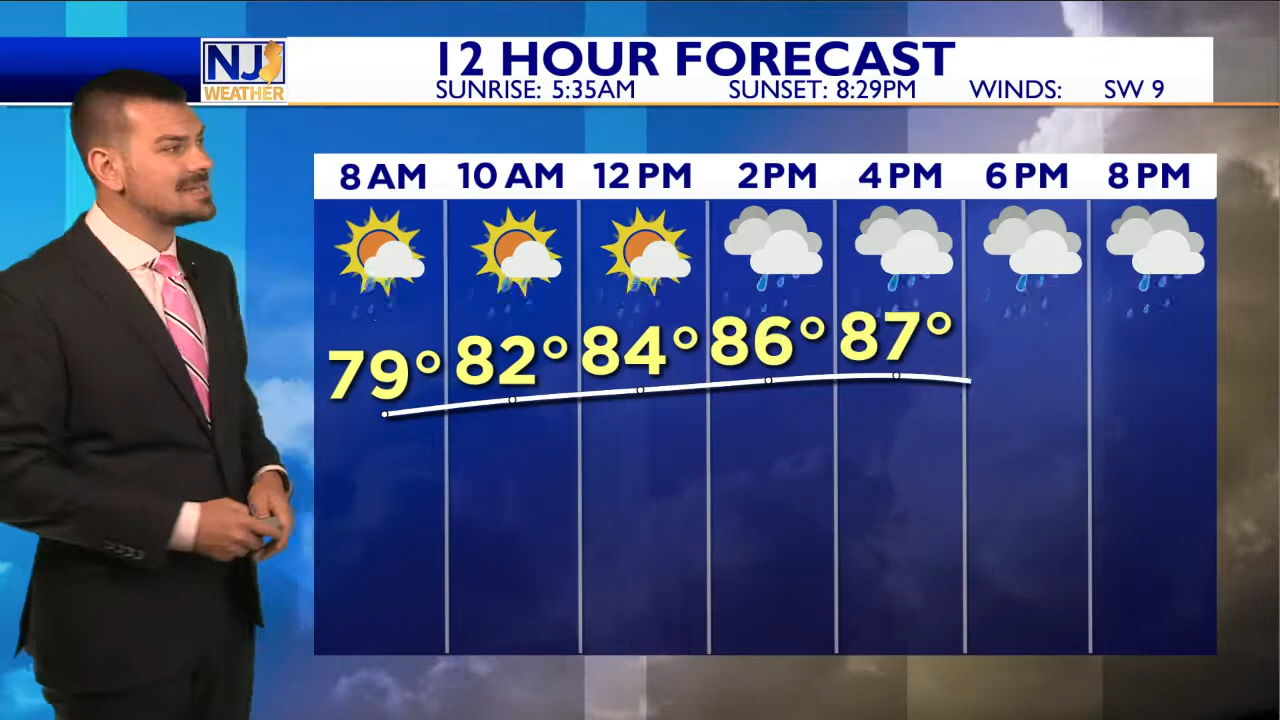 NJ
WEATHER
12 HOUR FORECAST
SUNRISE: 5:35AM SUNSET: 8:29PM WINDS: SW 9
8 AM 10 AM 12 PM 2 PM 4 PM 6 PM 8 PM
79° 82° 84° 86° 87°